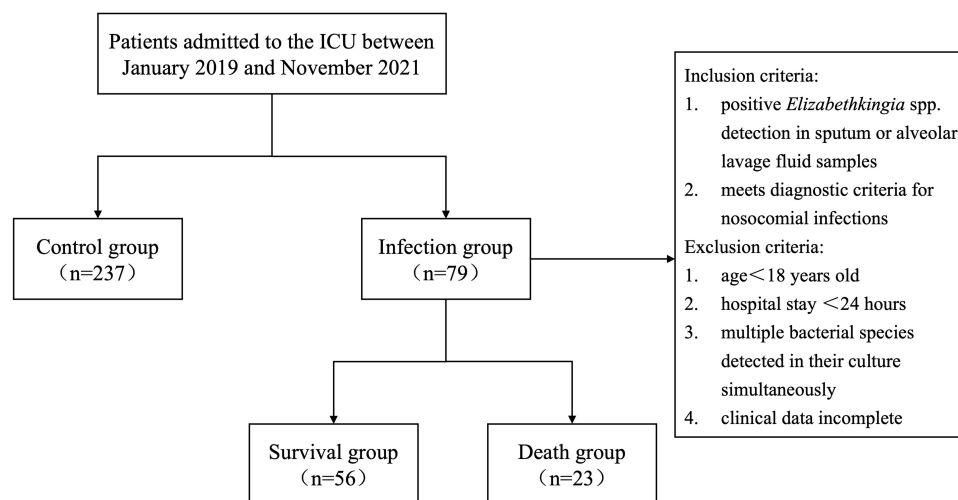 Patients admitted to the ICU between
January 2019 and November 2021
Control group
（n=237）
Infection group
（n=79）
Survival group
（n=56）
Death group
（n=23）
Inclusion criteria:
1. positive Elizabethkingia spp.
detection in sputum or alveolar
lavage fluid samples
2. meets diagnostic criteria for
nosocomial infections
Exclusion criteria:
1. age＜18 years old
2. hospital stay ＜24 hours
3. multiple bacterial species
detected in their culture
simultaneously
4. clinical data incomplete